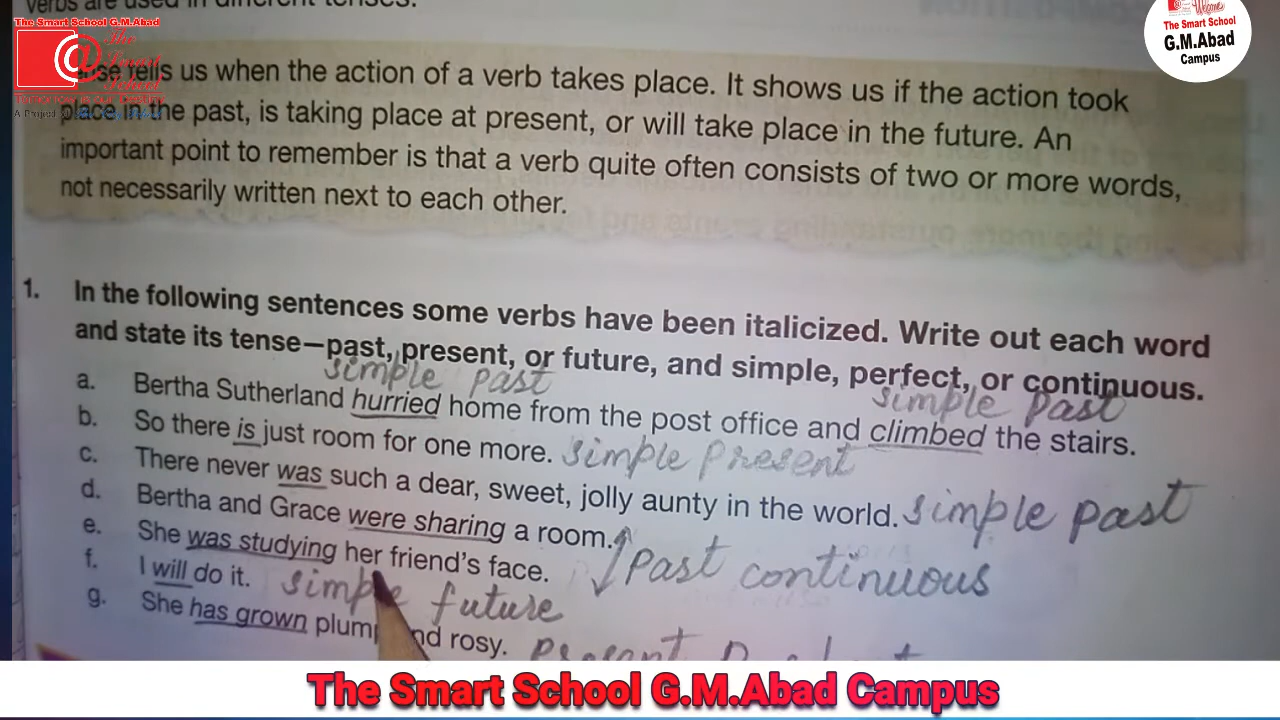 verbs are used in different tenses.
The Smart School G.M.Abad
The
Smart
School
A Project of
Welcome
The Smart School
G.M.Abad
Campus
tells us when the action of a verb takes place. It shows us if the action took
place in the past, is taking place at present, or will take place in the future. An
important point to remember is that a verb quite often consists of two or more words,
not necessarily written next to each other.
1. In the following sentences some verbs have been italicized. Write out each word
and state its tense—past, present, or future, and simple, perfect, or continuous.
simple past simple past
a. Bertha Sutherland hurried home from the post office and climbed the stairs.
b. So there is just room for one more. simple present
c. There never was such a dear, sweet, jolly aunty in the world. simple past
d. Bertha and Grace were sharing a room.
e. She was studying her friend's face. Past continuous
f. I will do it. simple future
g. She has grown plump and rosy. present
The Smart School G.M.Abad Campus